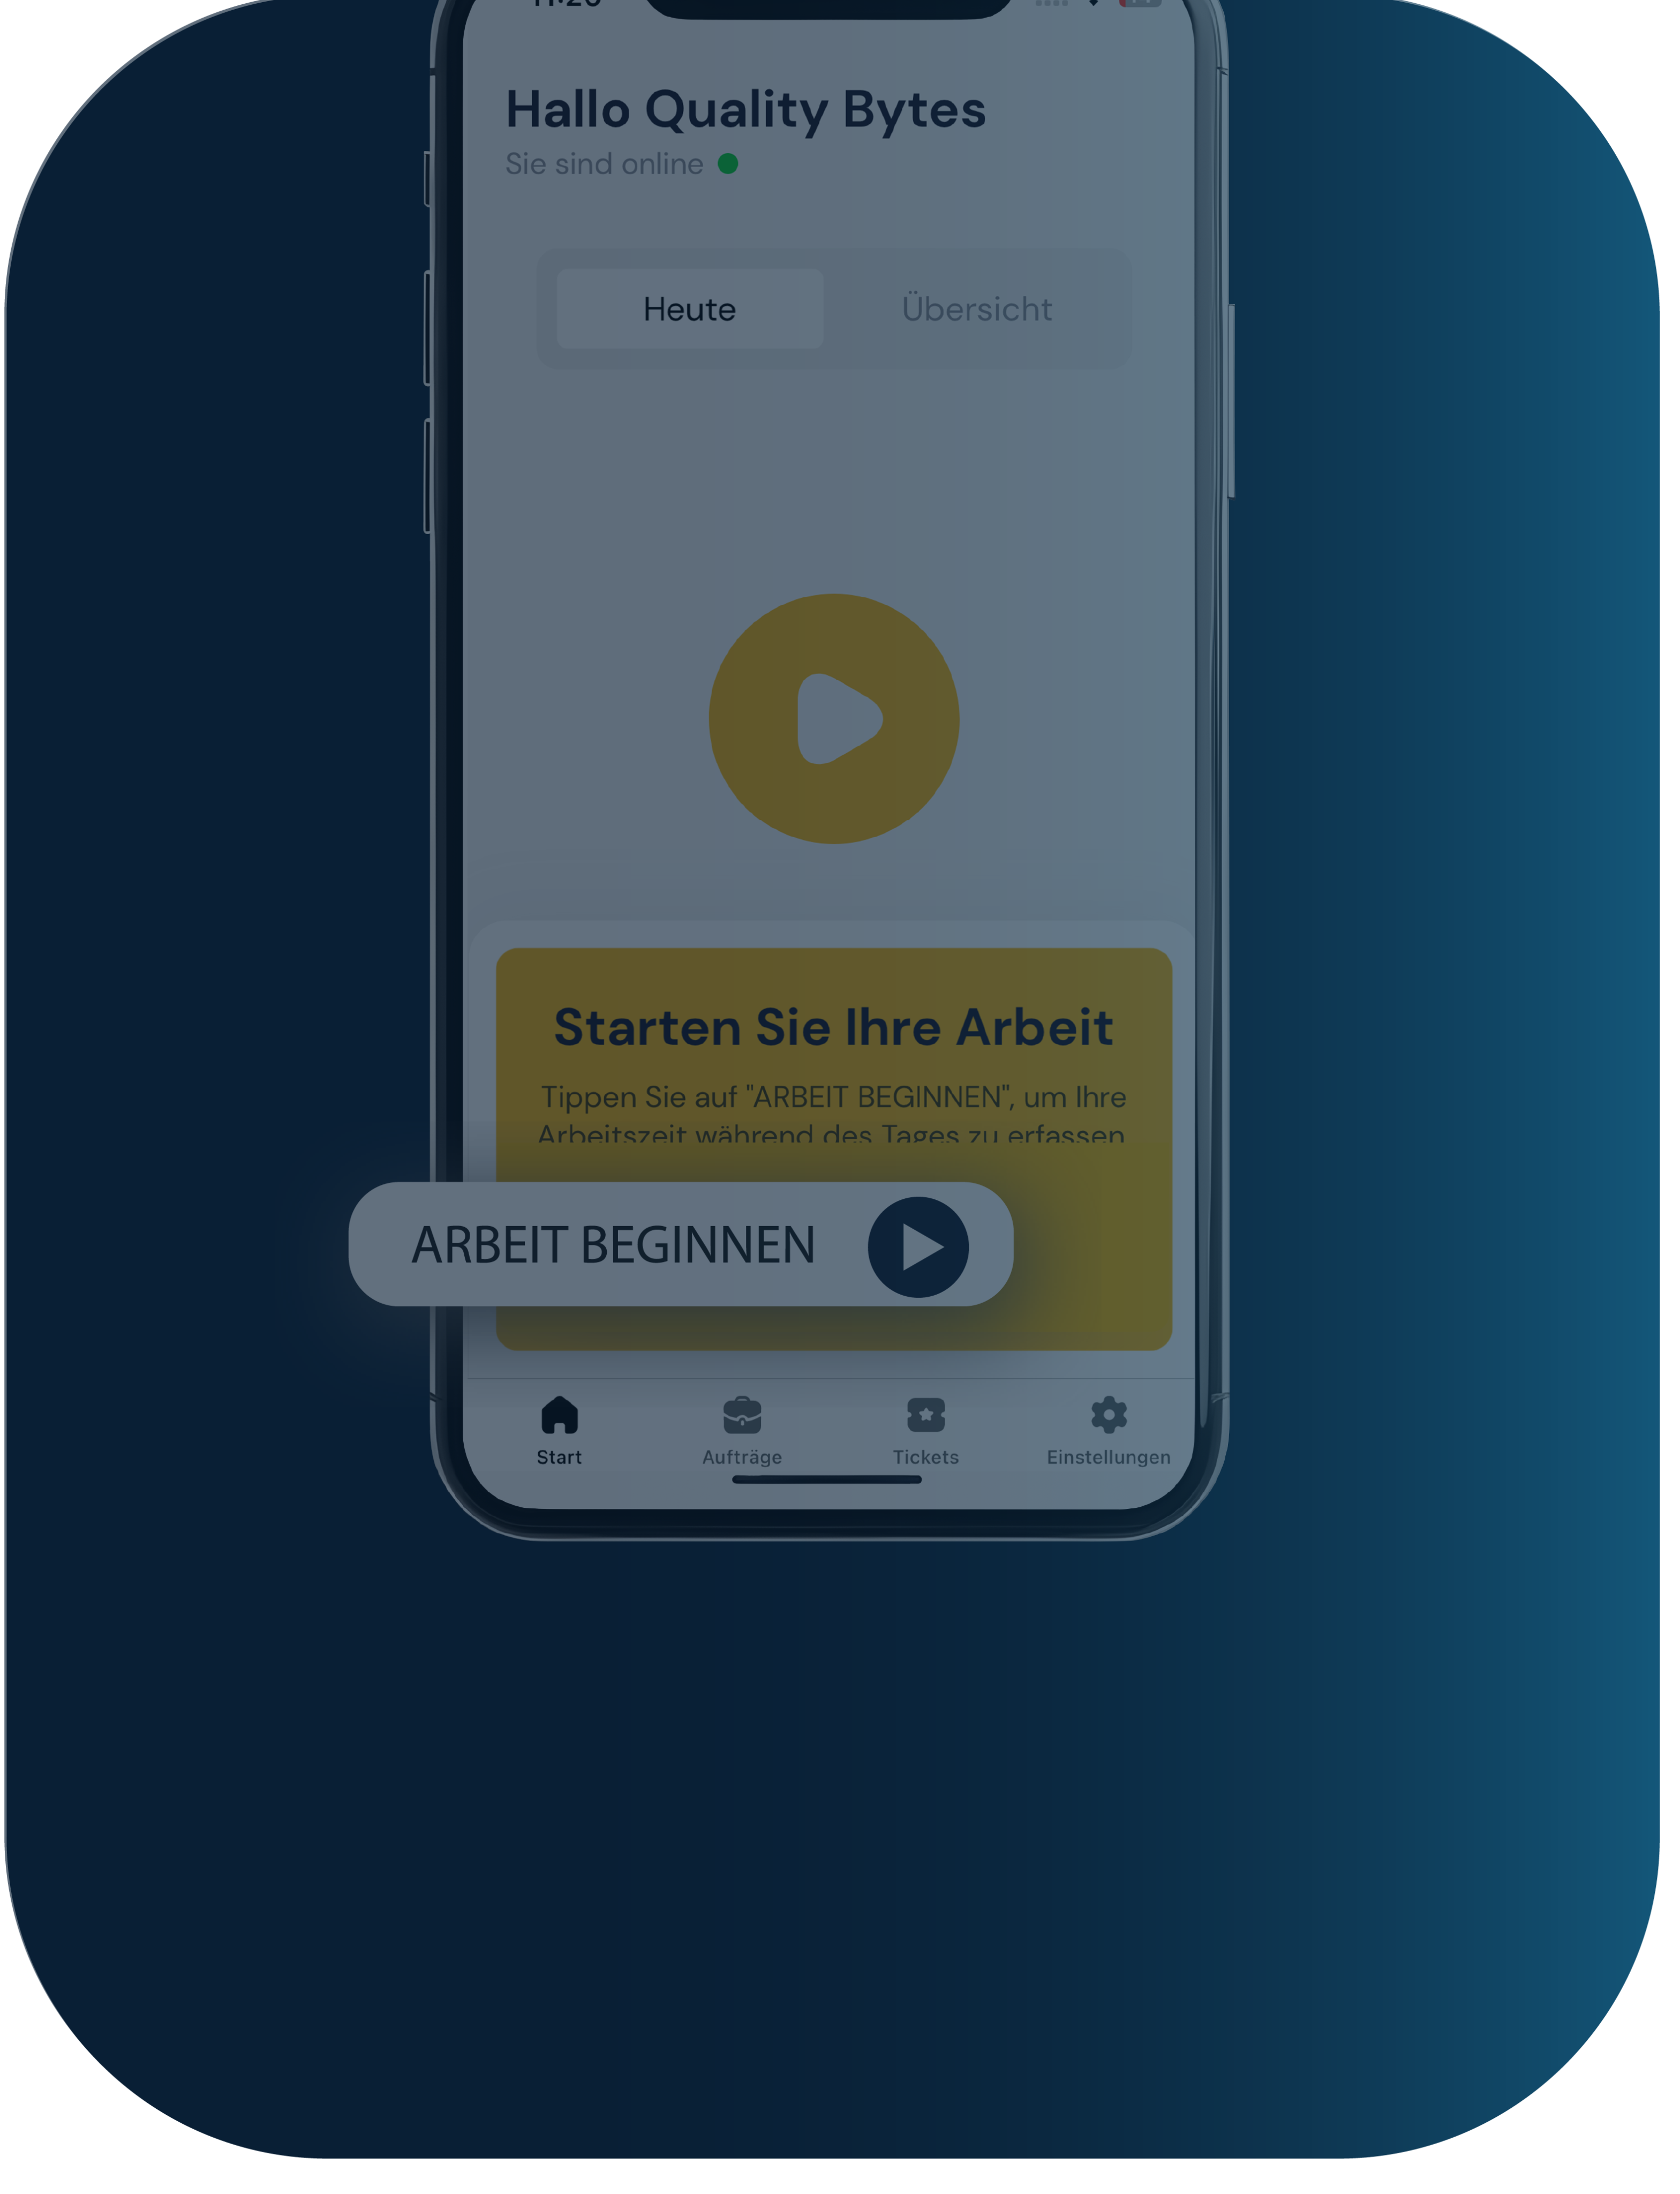 Hallo Quality Bytes
Sie sind online
Heute
Übersicht
Starten Sie Ihre Arbeit
Tippen Sie auf "ARBEIT BEGINNEN", um Ihre
Arbeitszeit während des Tages zu erfassen
ARBEIT BEGINNEN
Start
Aufträge
Tickets
Einstellungen